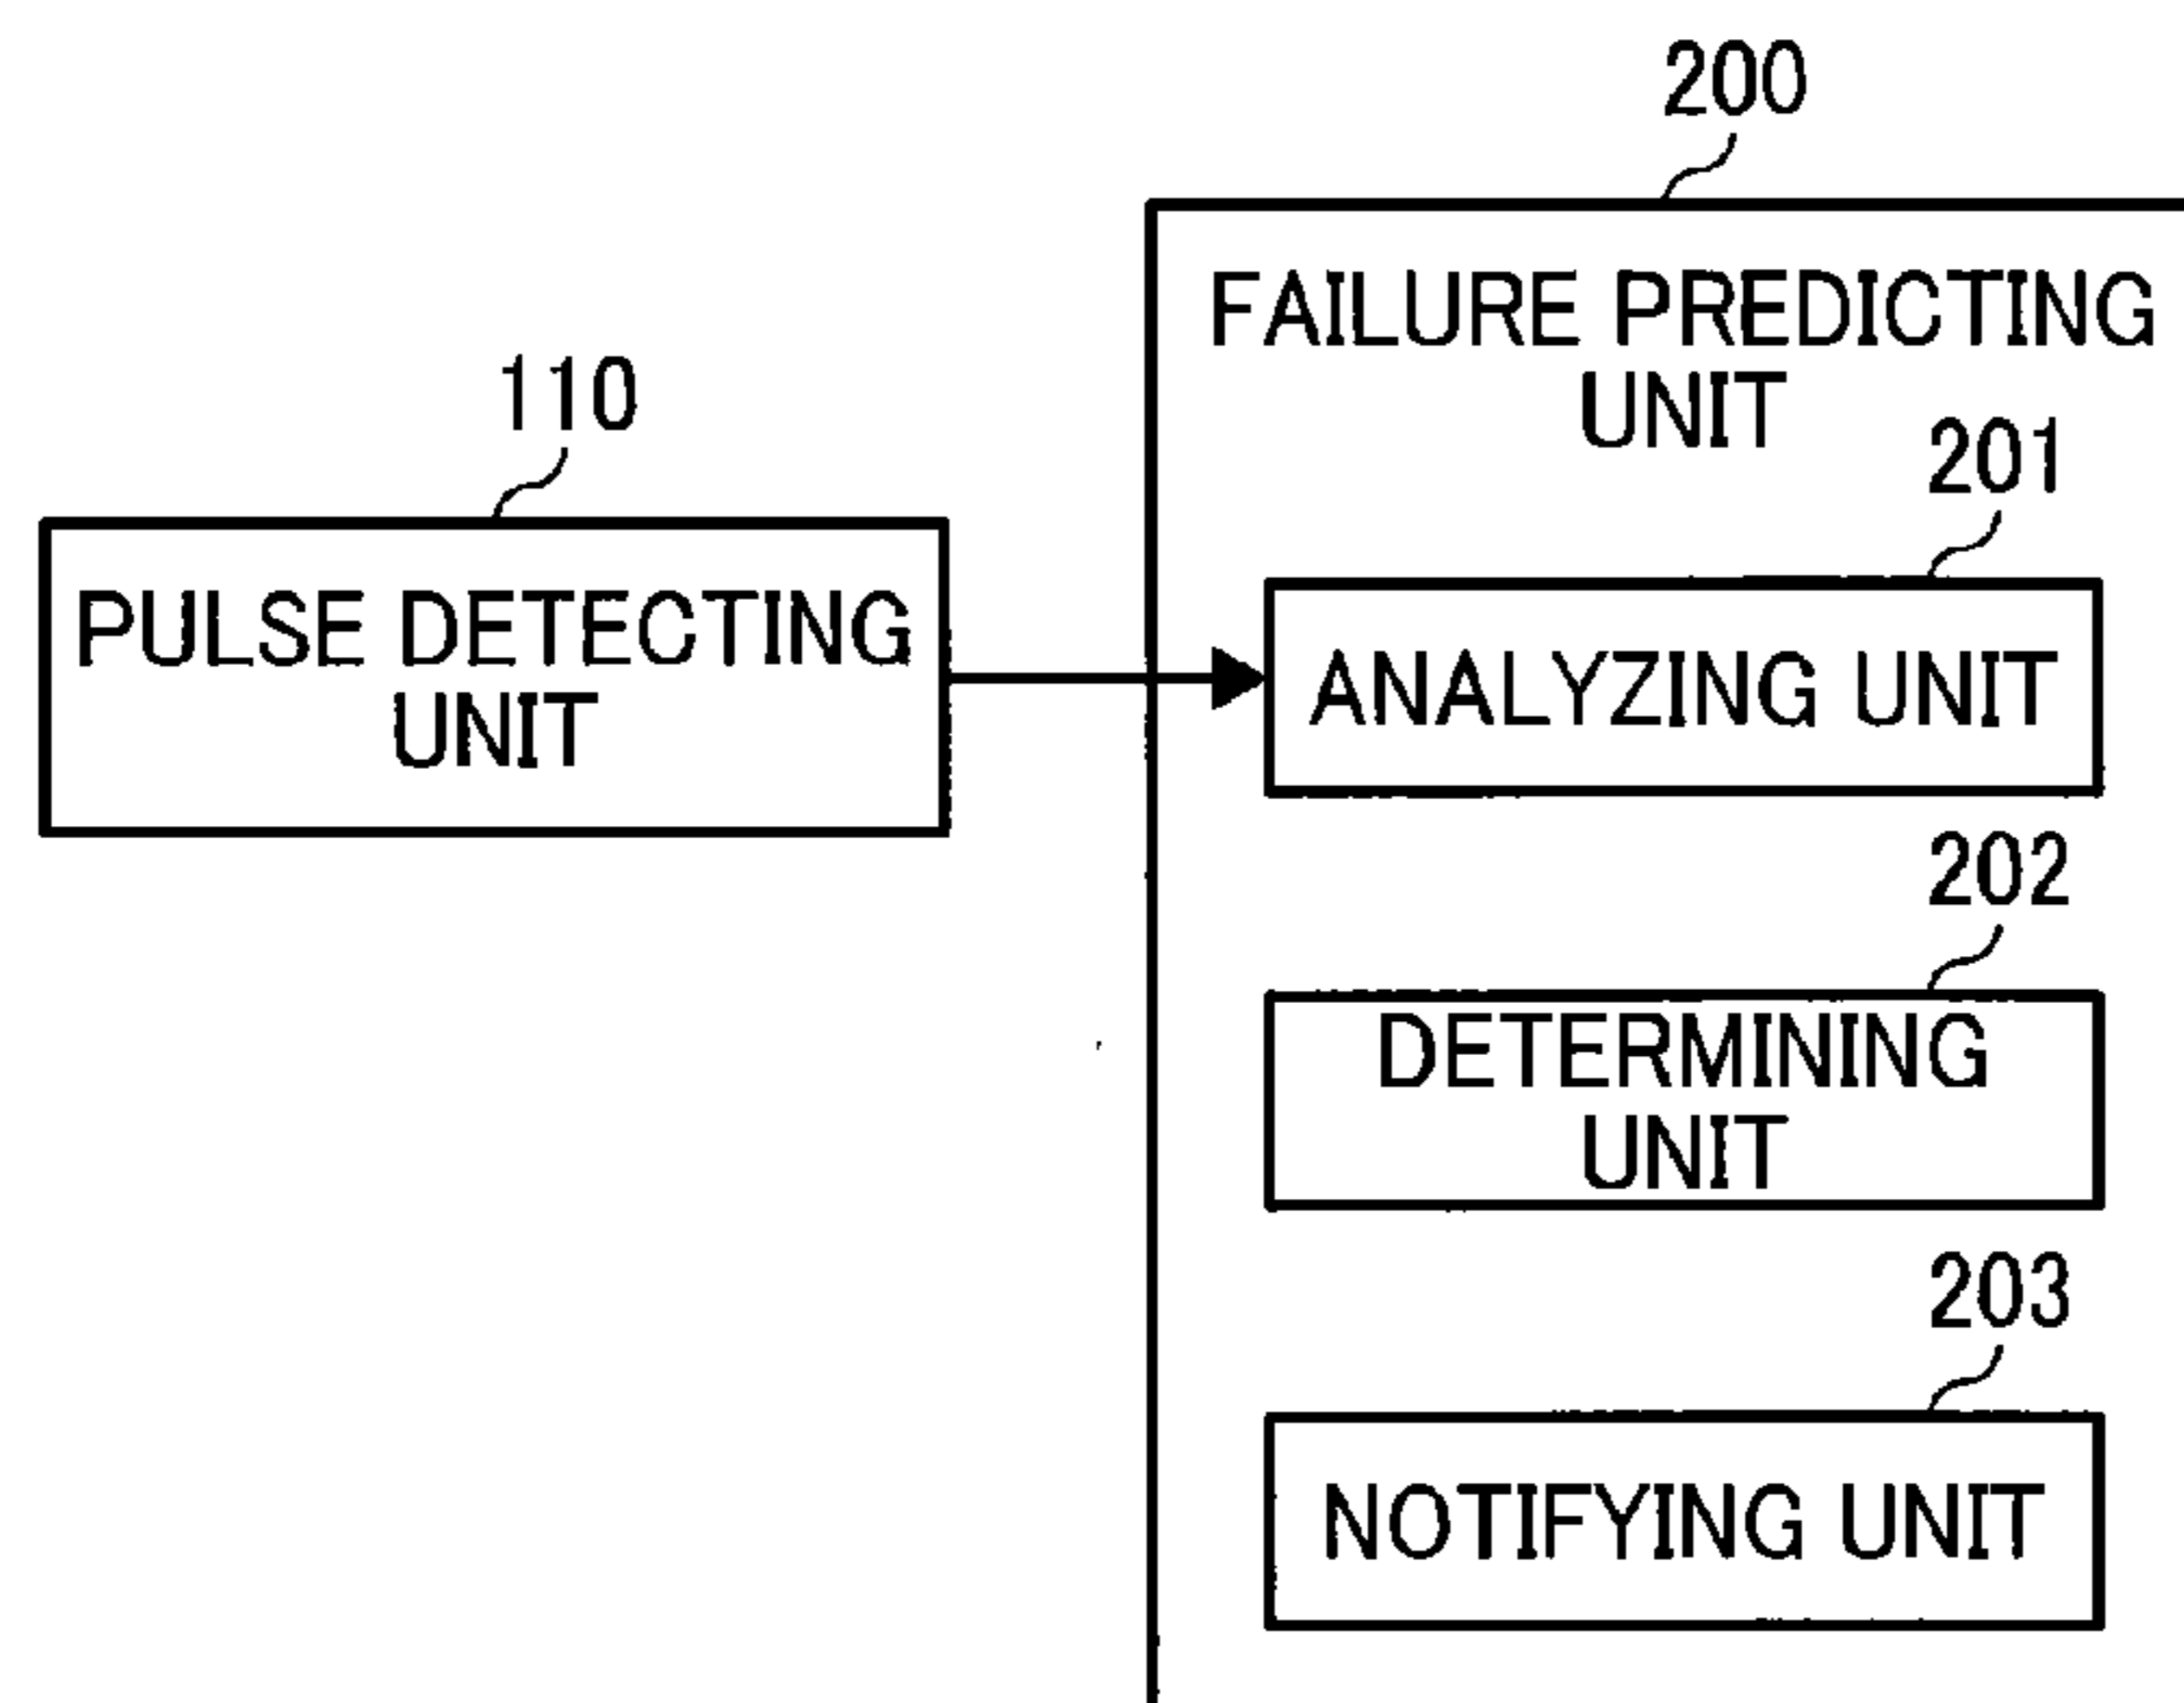 200
FAILURE PREDICTING
UNIT
110
PULSE DETECTING
UNIT
201
ANALYZING UNIT
202
DETERMINING
UNIT
203
NOTIFYING UNIT